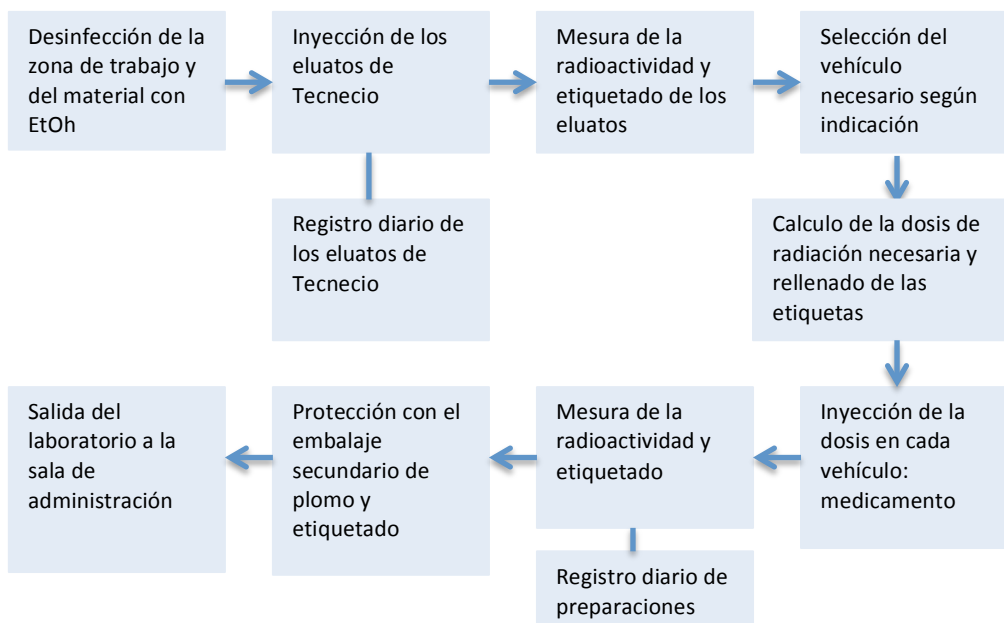 Desinfección de la
zona de trabajo y
del material con
EtOh
Inyección de los
eluatos de
Tecnecio
Mesura de la
radioactividad y
etiquetado de los
eluatos
Selección del
vehículo
necesario según
indicación
Registro diario de
los eluatos de
Tecnecio
Calculo de la dosis de
radiación necesaria y
rellenado de las
etiquetas
Salida del
laboratorio a la
sala de
administración
Protección con el
embalaje
secundario de
plomo y
etiquetado
Mesura de la
radioactividad y
etiquetado
Inyección de la
dosis en cada
vehículo:
medicamento
Registro diario de
preparaciones